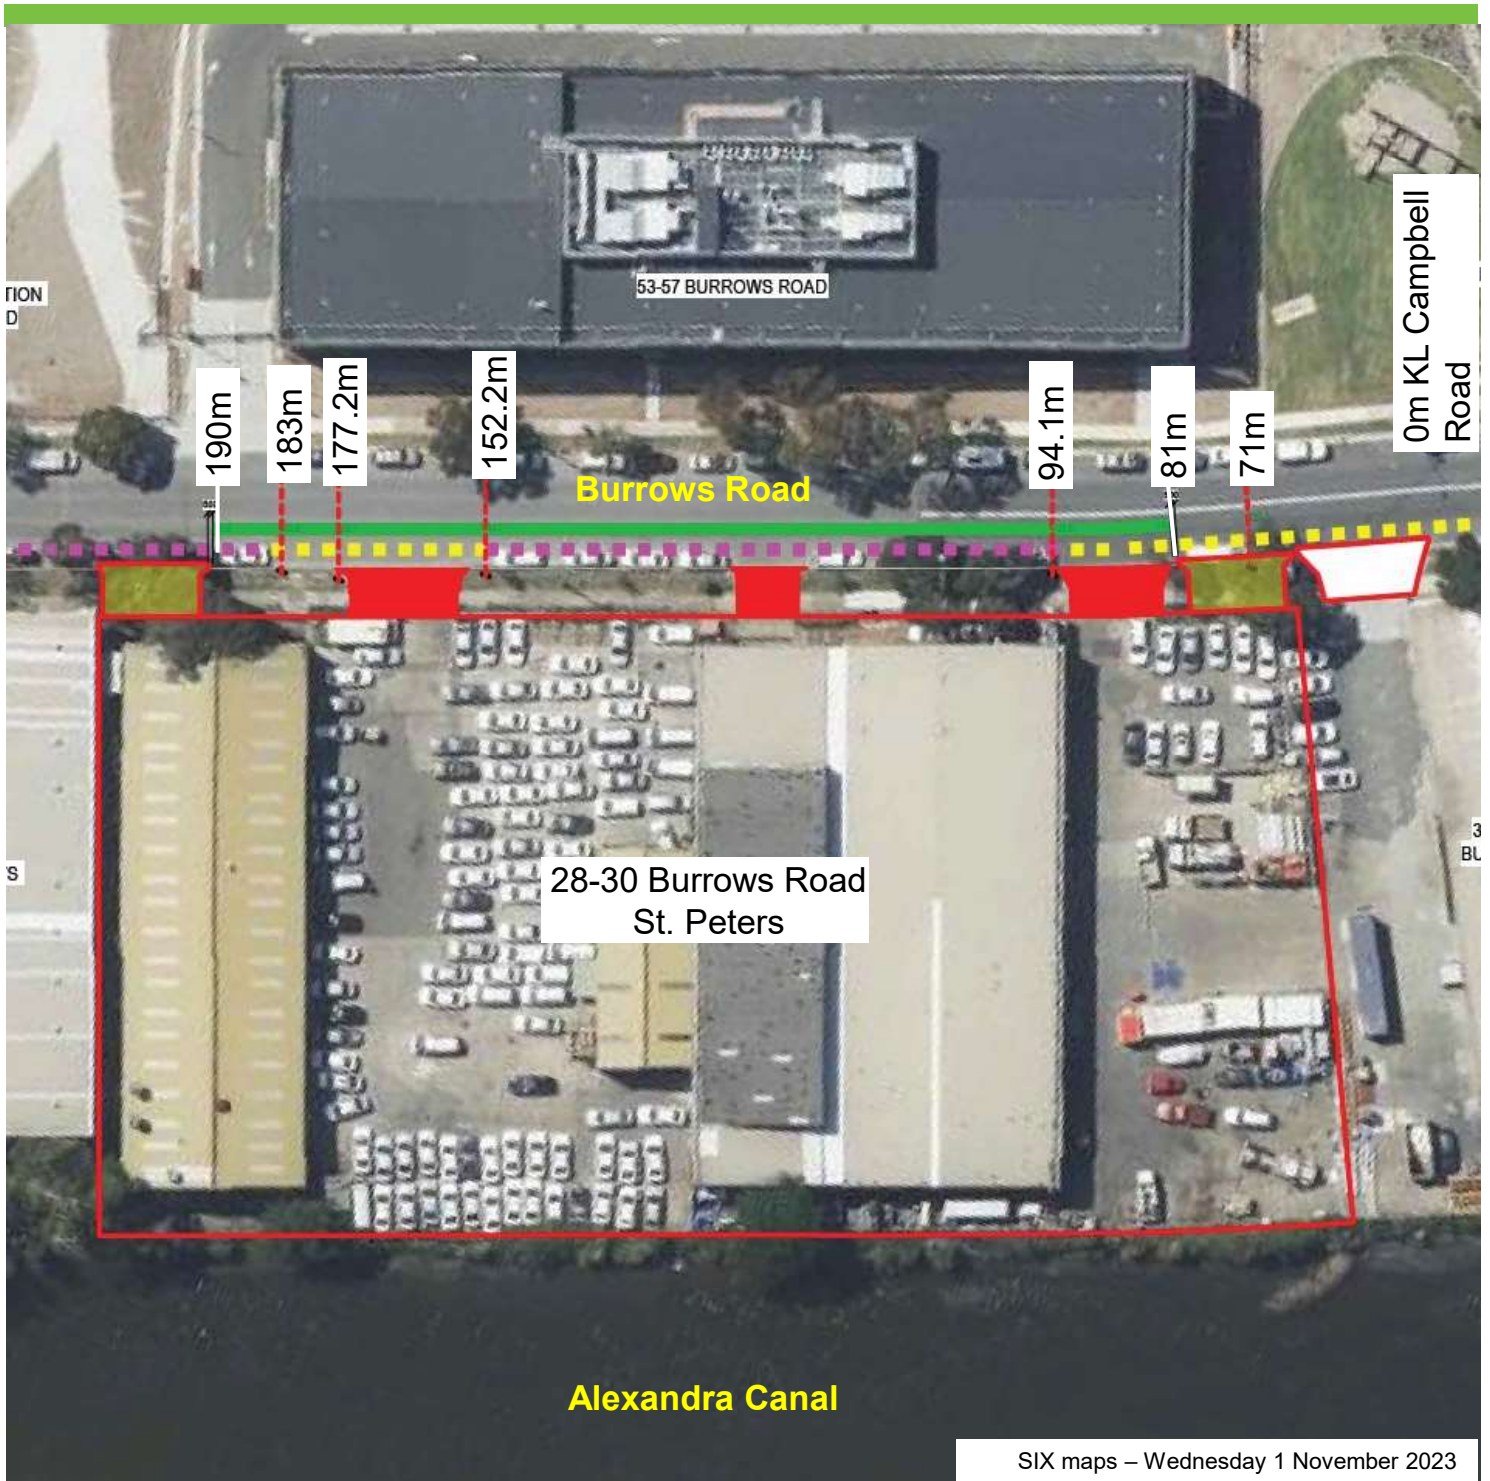 53-57 BURROWS ROAD
0m KL Campbell
Road
TION
D
190m
183m
177.2m
152.2m
94.1m
81m
71m
Burrows Road
28-30 Burrows Road
St. Peters
'S
3
BU
Alexandra Canal
SIX maps – Wednesday 1 November 2023